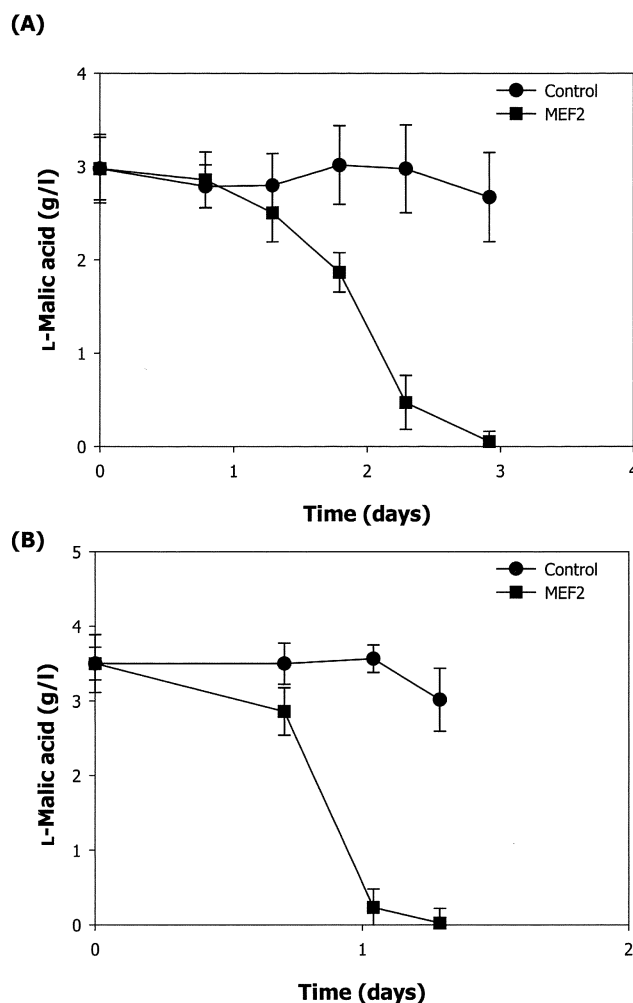 (A)
4
3
2
1
0
L-Malic acid (g/l)
Control
MEF2
0 1 2 3 4
Time (days)
(B)
5
4
3
2
1
0
L-Malic acid (g/l)
Control
MEF2
0 1 2
Time (days)